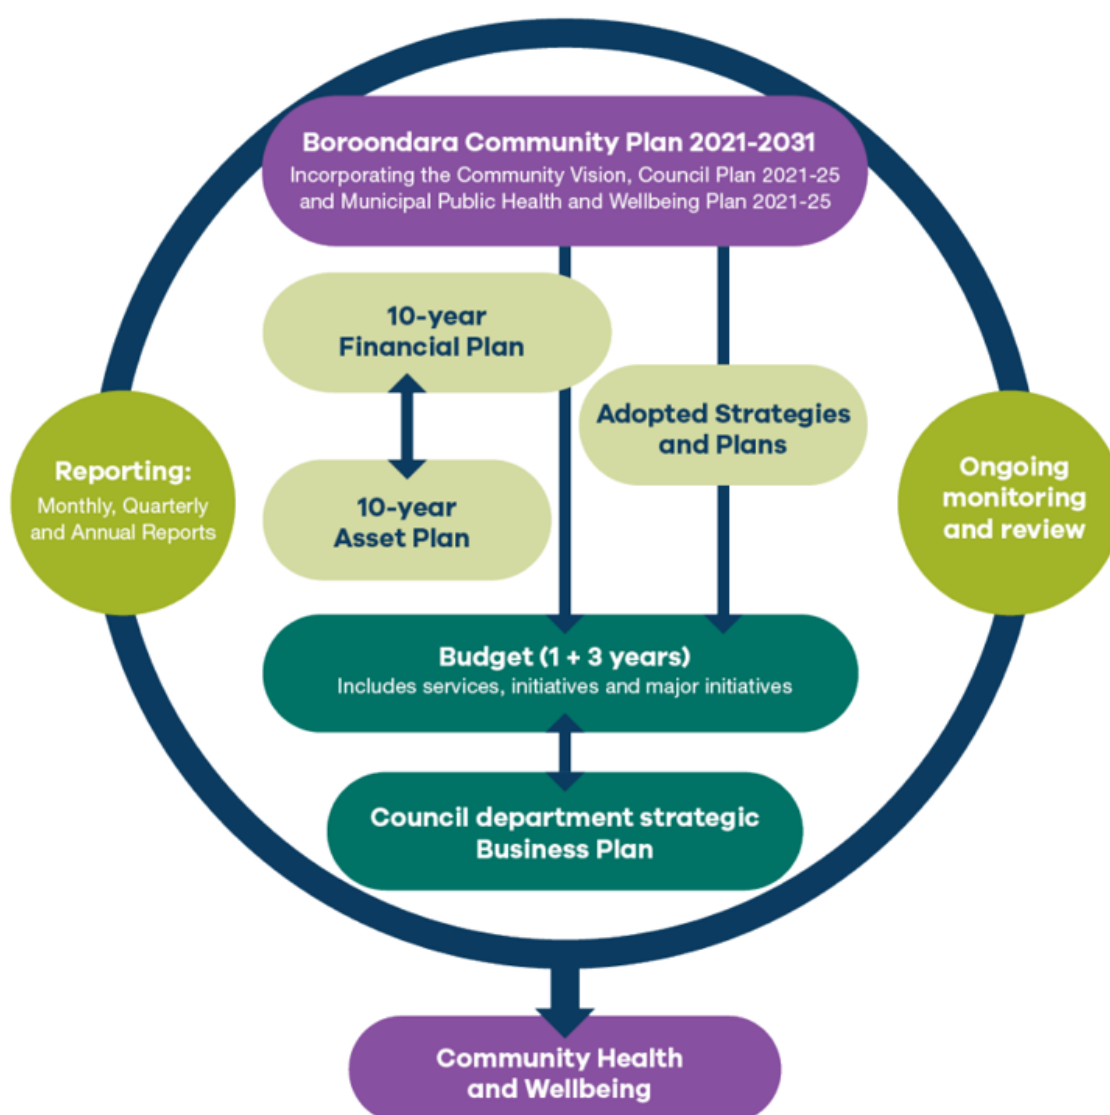 Boroondara Community Plan 2021-2031
Incorporating the Community Vision, Council Plan 2021-25
and Municipal Public Health and Wellbeing Plan 2021-25
10-year
Financial Plan
Adopted Strategies
and Plans
Reporting:
Monthly, Quarterly
and Annual Reports
10-year
Asset Plan
Ongoing
monitoring
and review
Budget (1 + 3 years)
Includes services, initiatives and major initiatives
Council department strategic
Business Plan
Community Health
and Wellbeing